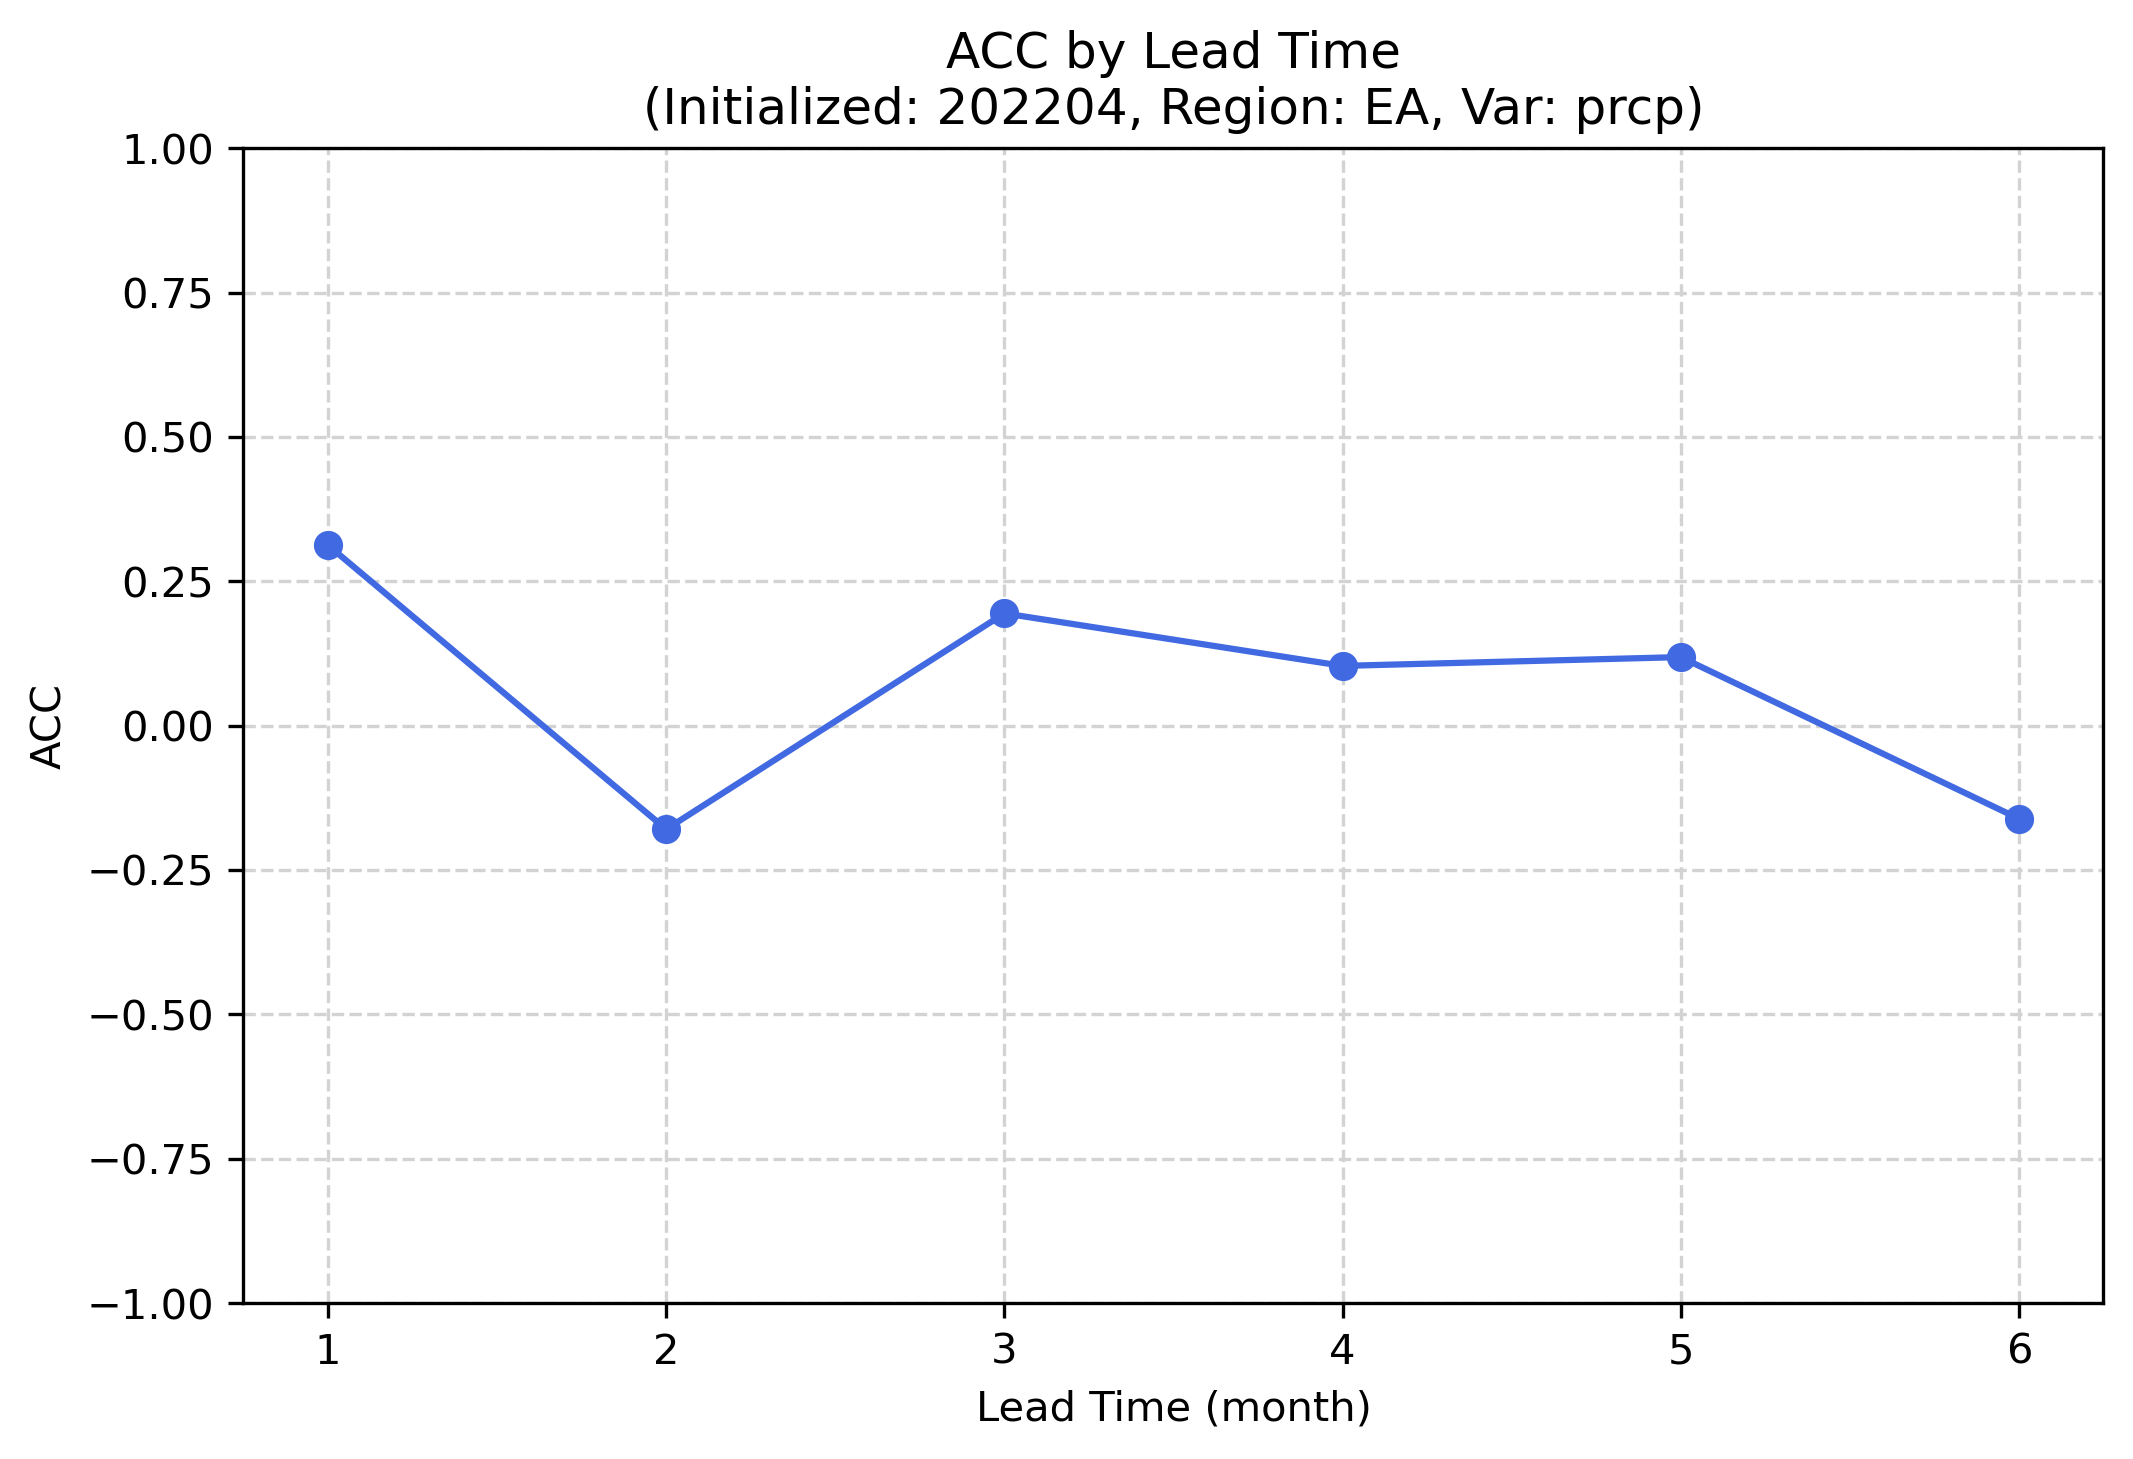 ACC by Lead Time
(Initialized: 202204, Region: EA, Var: prcp)
1.00
0.75
0.50
0.25
0.00
−0.25
−0.50
−0.75
−1.00
ACC
1 2 3 4 5 6
Lead Time (month)